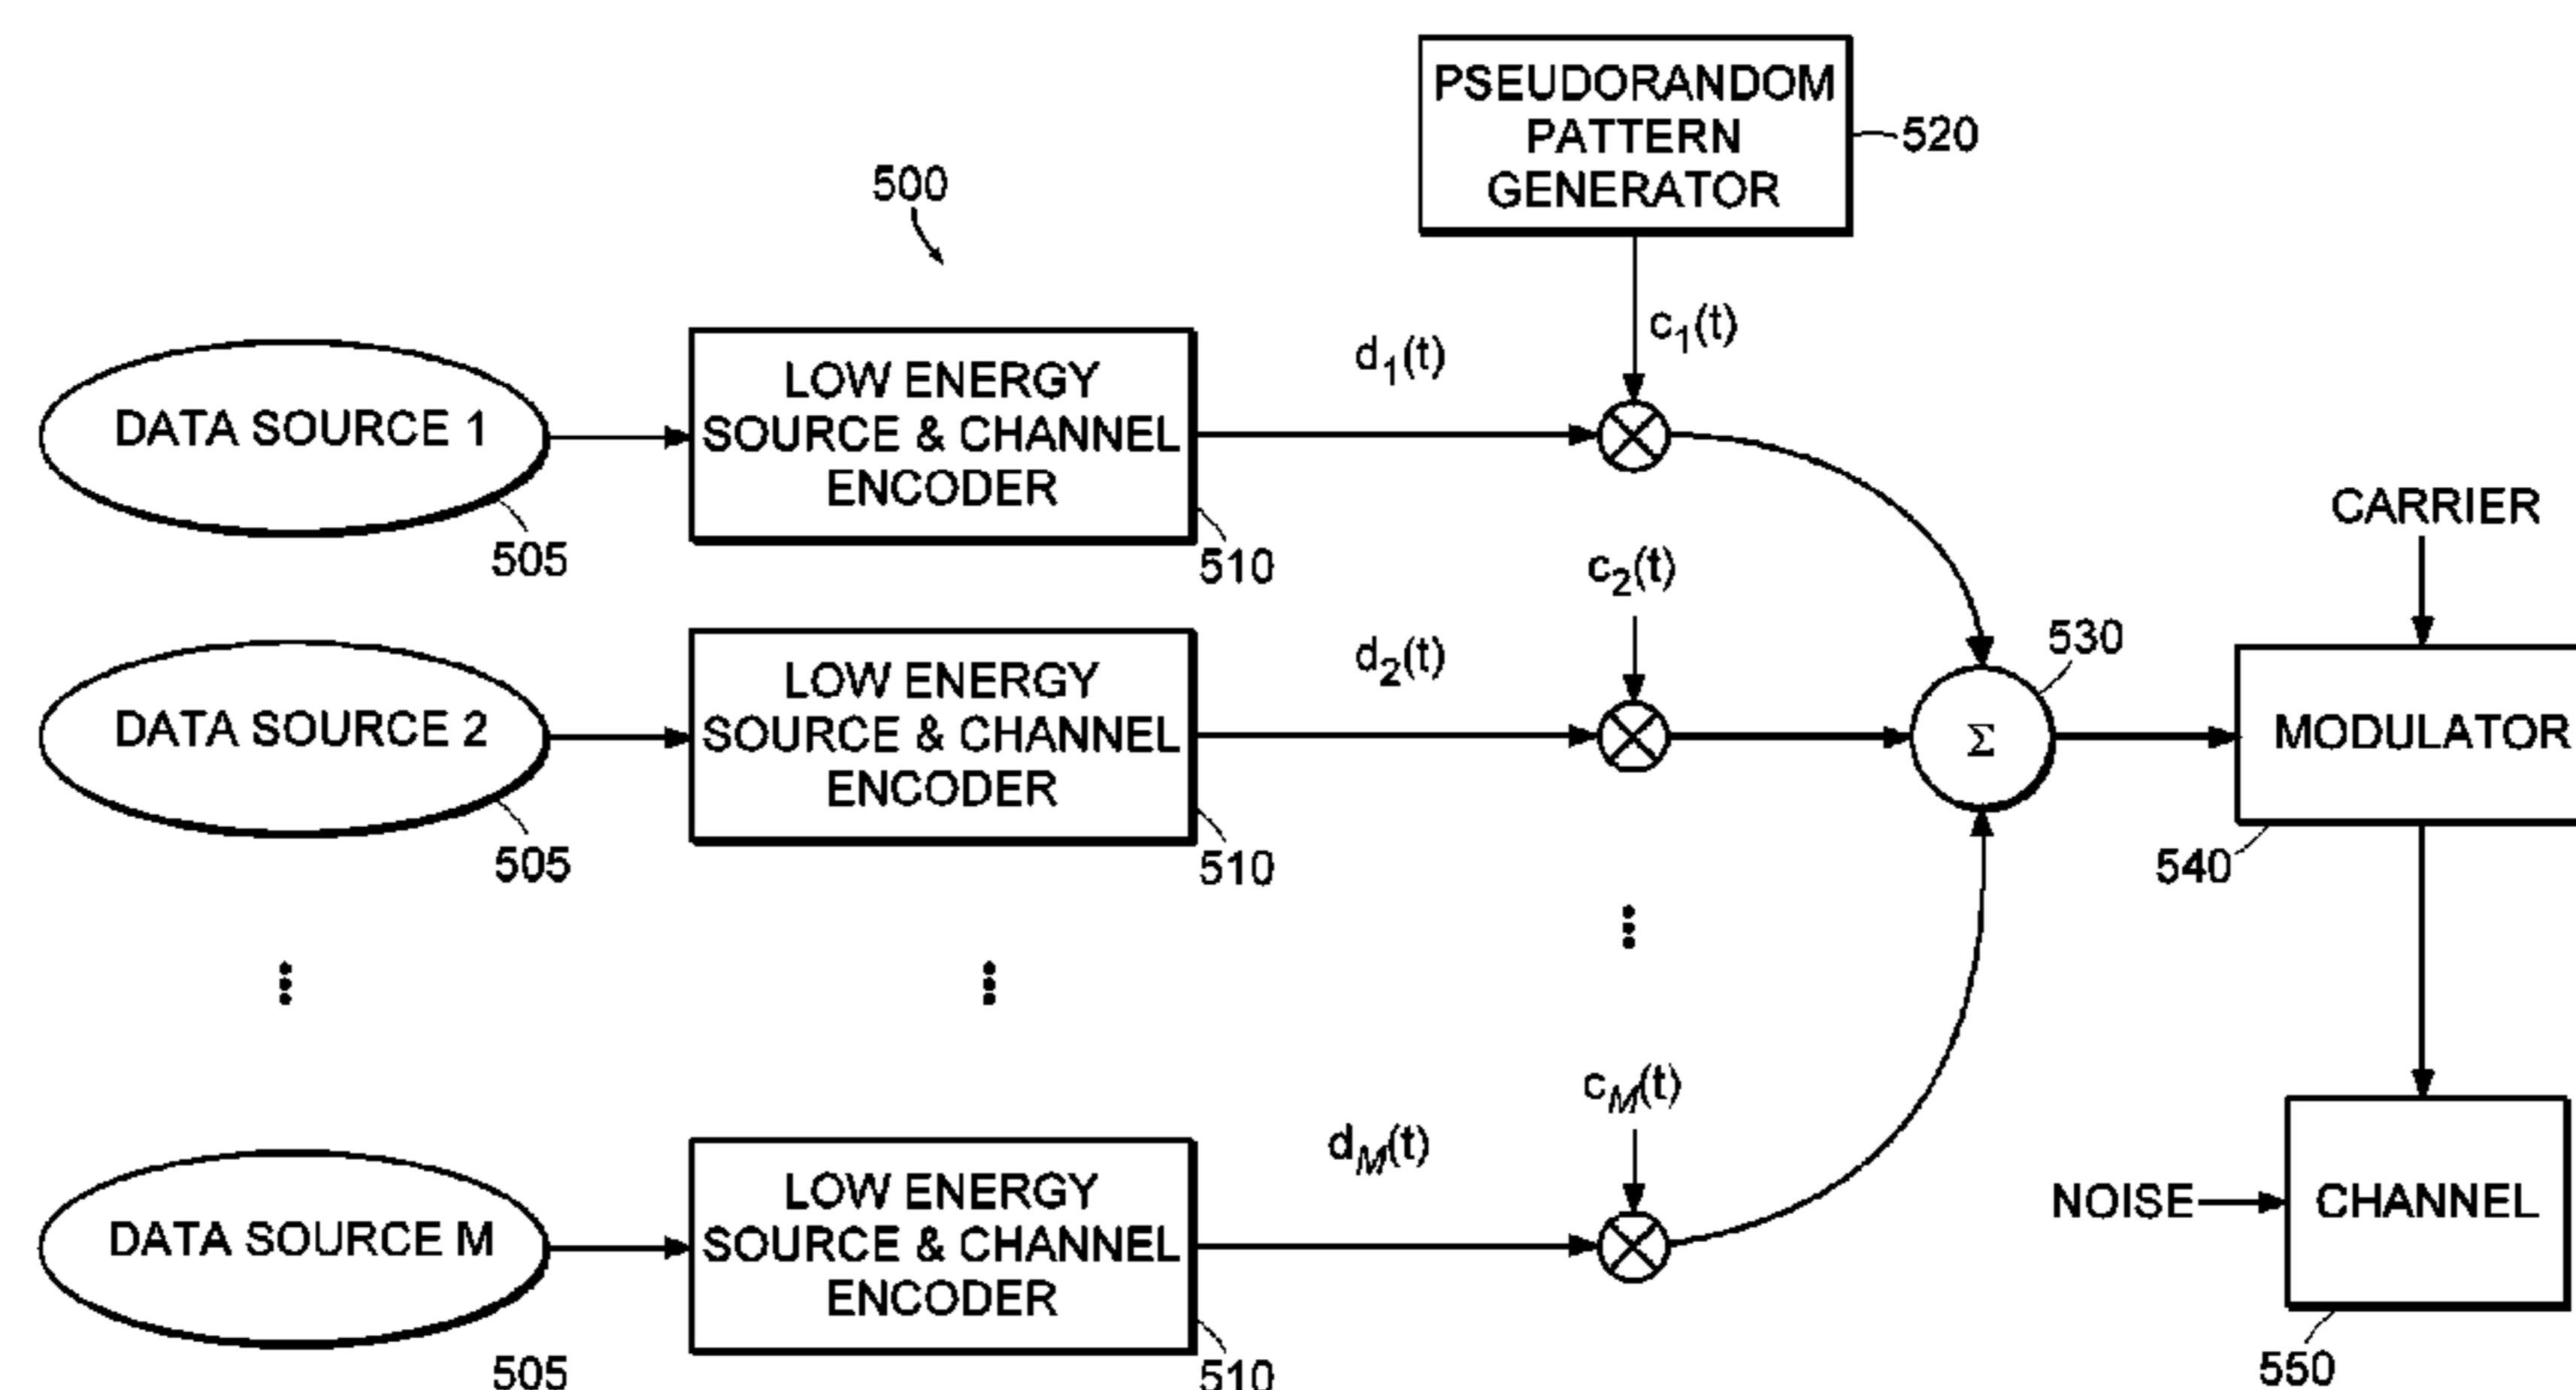 PSEUDORANDOM
PATTERN
GENERATOR
520
500
c1(t)
d1(t)
DATA SOURCE 1
505
LOW ENERGY
SOURCE & CHANNEL
ENCODER
510
CARRIER
c2(t)
d2(t)
DATA SOURCE 2
505
LOW ENERGY
SOURCE & CHANNEL
ENCODER
510
530
Σ
MODULATOR
540
cM(t)
dM(t)
DATA SOURCE M
505
LOW ENERGY
SOURCE & CHANNEL
ENCODER
510
NOISE
CHANNEL
550